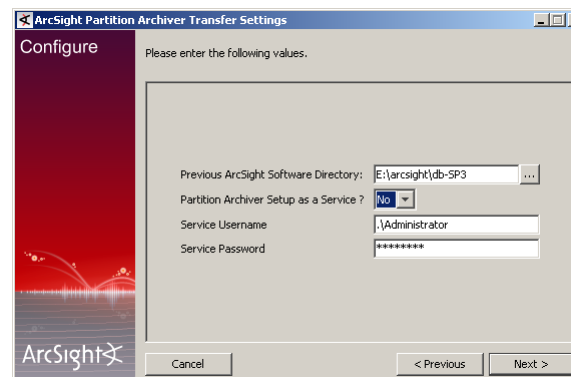 ArcSight Partition Archiver Transfer Settings
Configure
Please enter the following values.
Previous ArcSight Software Directory: E:\arcsight\db-SP3 ...
Partition Archiver Setup as a Service ? No
Service Username .\Administrator
Service Password ********
ArcSight
Cancel < Previous Next >